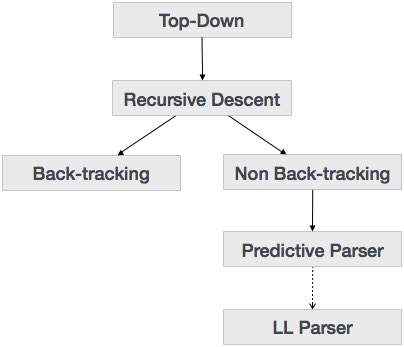 Top-Down
Recursive Descent
Back-tracking
Non Back-tracking
Predictive Parser
LL Parser